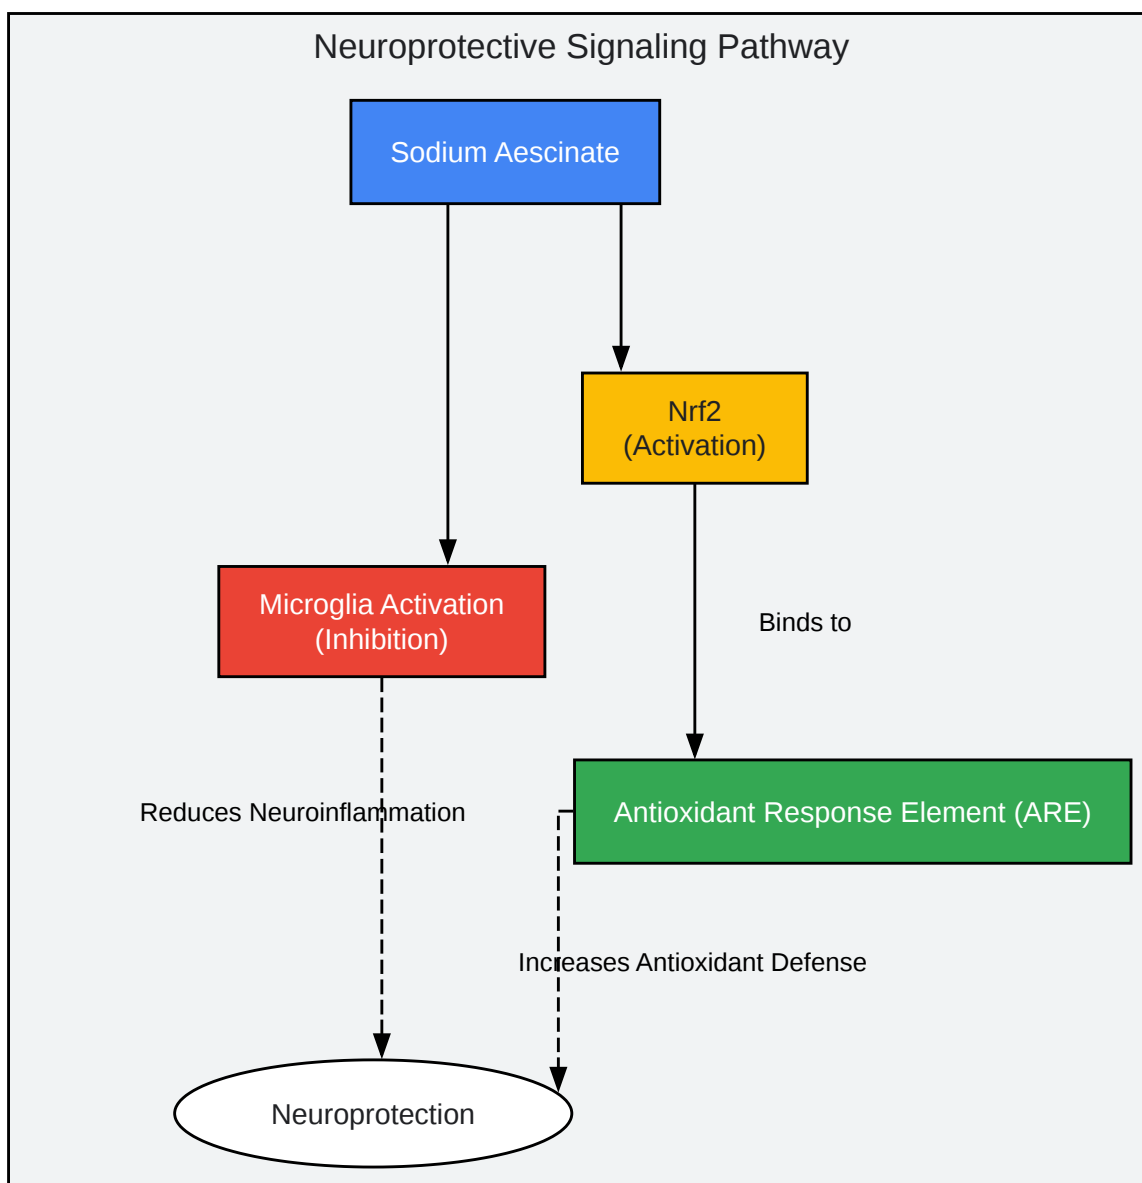 Neuroprotective Signaling Pathway
Sodium Aescinate
Nrf2
(Activation)
Microglia Activation
(Inhibition)
Binds to
Reduces Neuroinflammation
Antioxidant Response Element (ARE)
Increases Antioxidant Defense
Neuroprotection